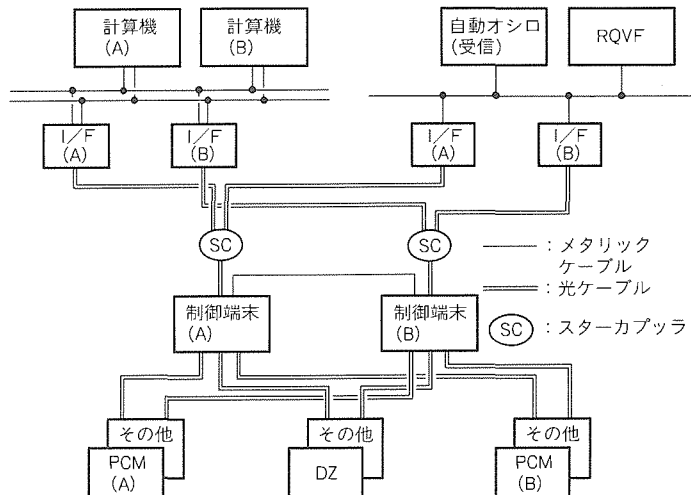 計算機
(A)
計算機
(B)
自動オシロ
(受信)
RQVF
I/F
(A)
I/F
(B)
I/F
(A)
I/F
(B)
SC
SC
制御端末
(A)
制御端末
(B)
:メタリック
ケーブル
:光ケーブル
SC
:スターカプッラ
その他
PCM
(A)
その他
DZ
その他
PCM
(B)